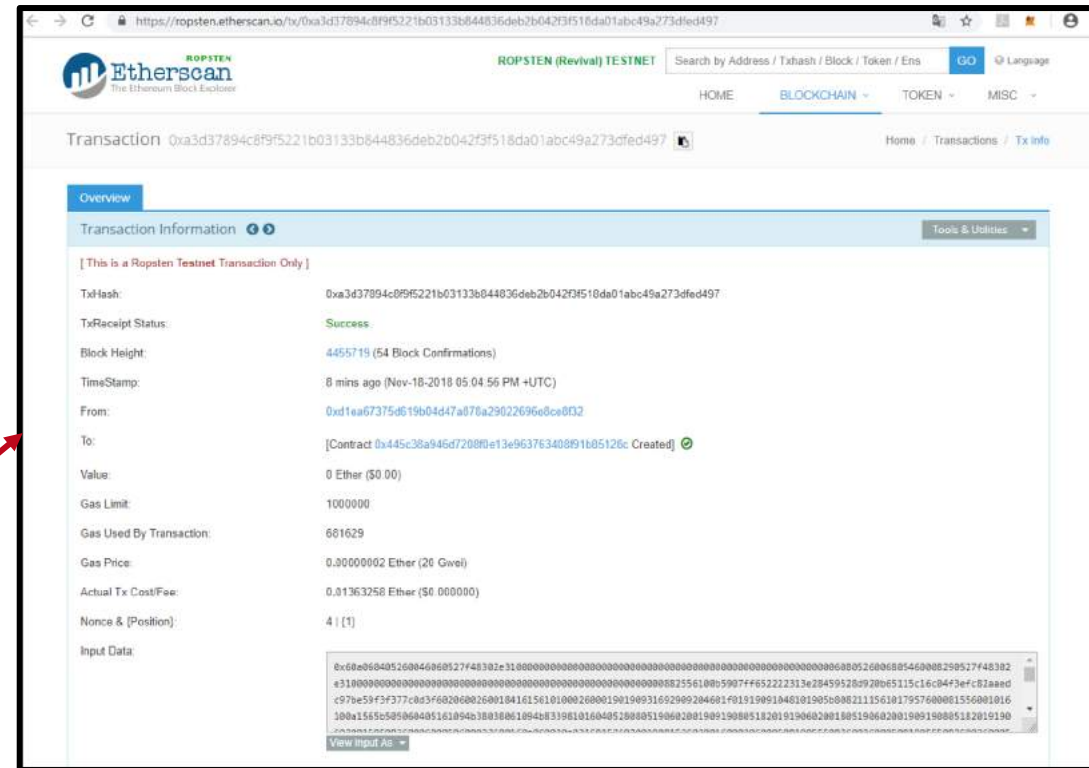 https://ropsten.etherscan.io/tx/0xa3d37894c8f9f5221b03133b844836deb2b042f3f518da01abc49a273dfed497
ROPSTEN
Etherscan
The Ethereum Block Explorer
ROPSTEN (Revival) TESTNET
Search by Address / Txhash / Block / Token / Ens
GO
Language
HOME
BLOCKCHAIN
TOKEN
MISC
Transaction 0xa3d37894c8f9f5221b03133b844836deb2b042f3f518da01abc49a273dfed497
Home / Transactions / Tx Info
Overview
Transaction Information
Tools & Utilities
[ This is a Ropsten Testnet Transaction Only ]
TxHash: 0xa3d37894c8f9f5221b03133b844836deb2b042f3f518da01abc49a273dfed497
TxReceipt Status: Success
Block Height: 4455719 (54 Block Confirmations)
TimeStamp: 8 mins ago (Nov-18-2018 05:04:56 PM +UTC)
From: 0xd1ea67375d619b04d47a878a29022696e8ce8f32
To: [Contract 0x445c38a946d7208f0e13e963763408f91b85128c Created]
Value: 0 Ether ($0.00)
Gas Limit: 1000000
Gas Used By Transaction: 681629
Gas Price: 0.00000002 Ether (20 Gwei)
Actual Tx Cost/Fee: 0.01363258 Ether ($0.000000)
Nonce & {Position}: 4 | {1}
Input Data:
View Input As